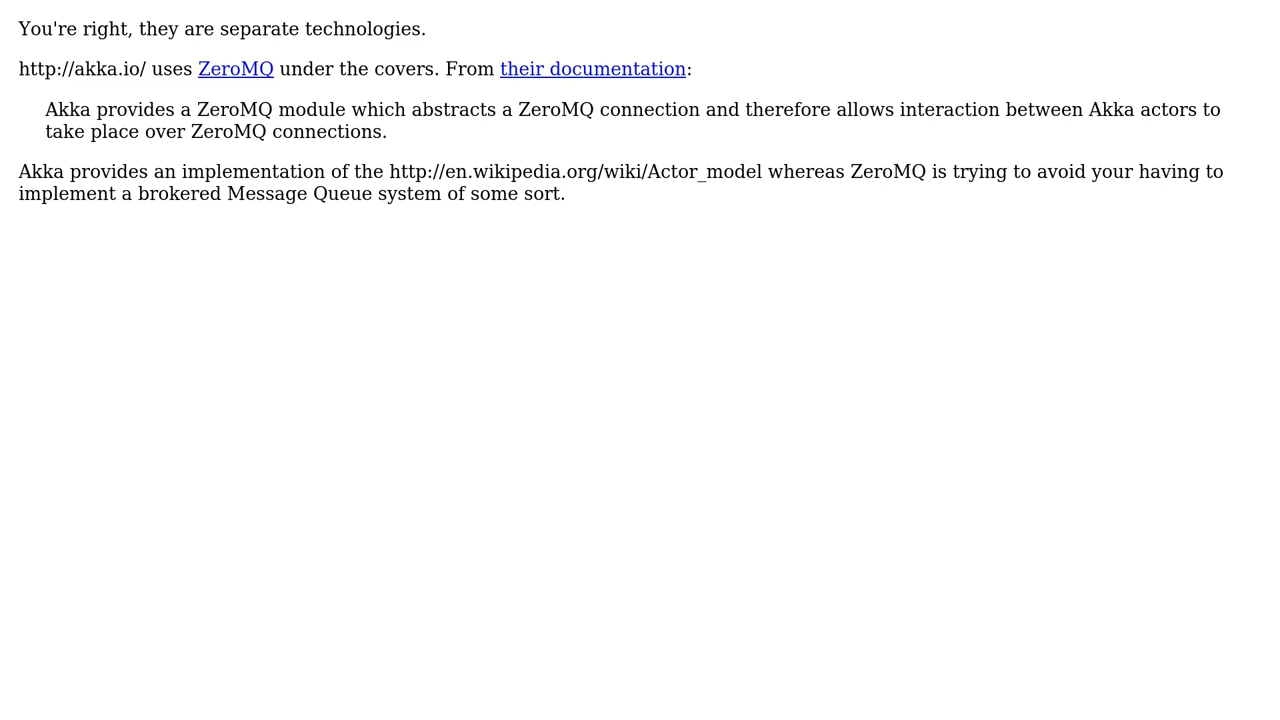 You're right, they are separate technologies.
http://akka.io/ uses ZeroMQ under the covers. From their documentation:
Akka provides a ZeroMQ module which abstracts a ZeroMQ connection and therefore allows interaction between Akka actors to
take place over ZeroMQ connections.
Akka provides an implementation of the http://en.wikipedia.org/wiki/Actor_model whereas ZeroMQ is trying to avoid your having to
implement a brokered Message Queue system of some sort.